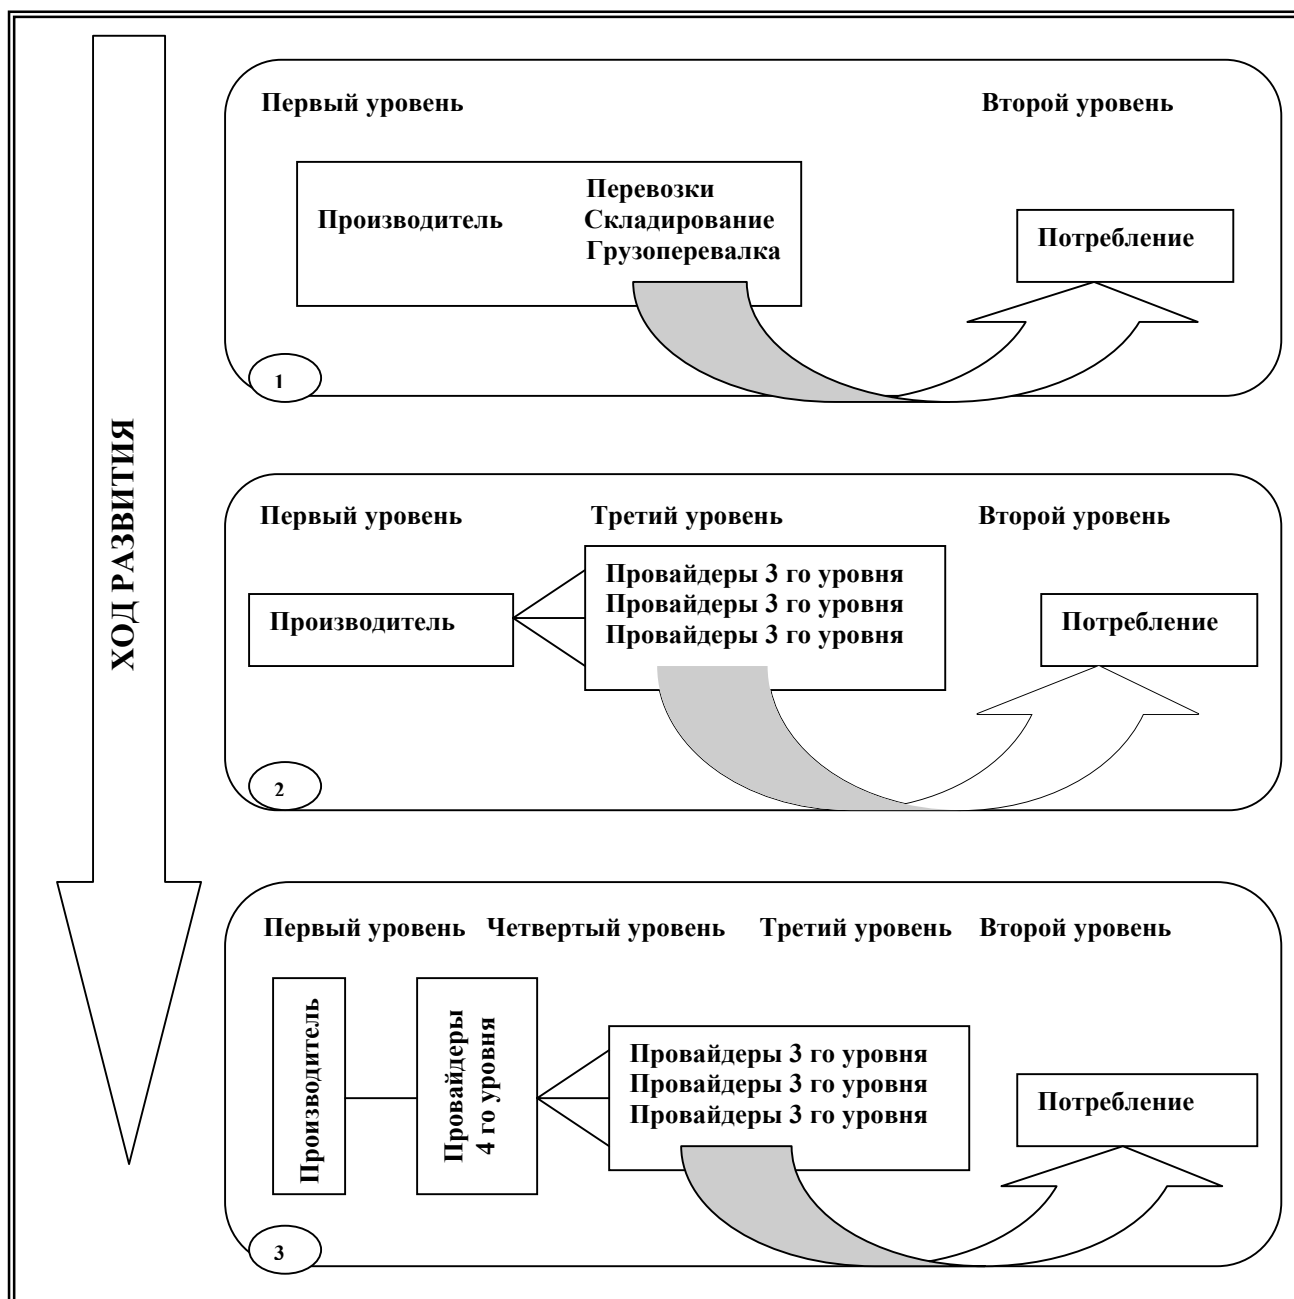 ХОД РАЗВИТИЯ
Первый уровень Второй уровень
Перевозки
Производитель Складирование
Грузоперевалка
Потребление
1
Первый уровень Третий уровень Второй уровень
Провайдеры 3 го уровня
Провайдеры 3 го уровня
Провайдеры 3 го уровня
Производитель
Потребление
2
Первый уровень Четвертый уровень Третий уровень Второй уровень
Производитель
Провайдеры
4 го уровня
Провайдеры 3 го уровня
Провайдеры 3 го уровня
Провайдеры 3 го уровня
Потребление
3